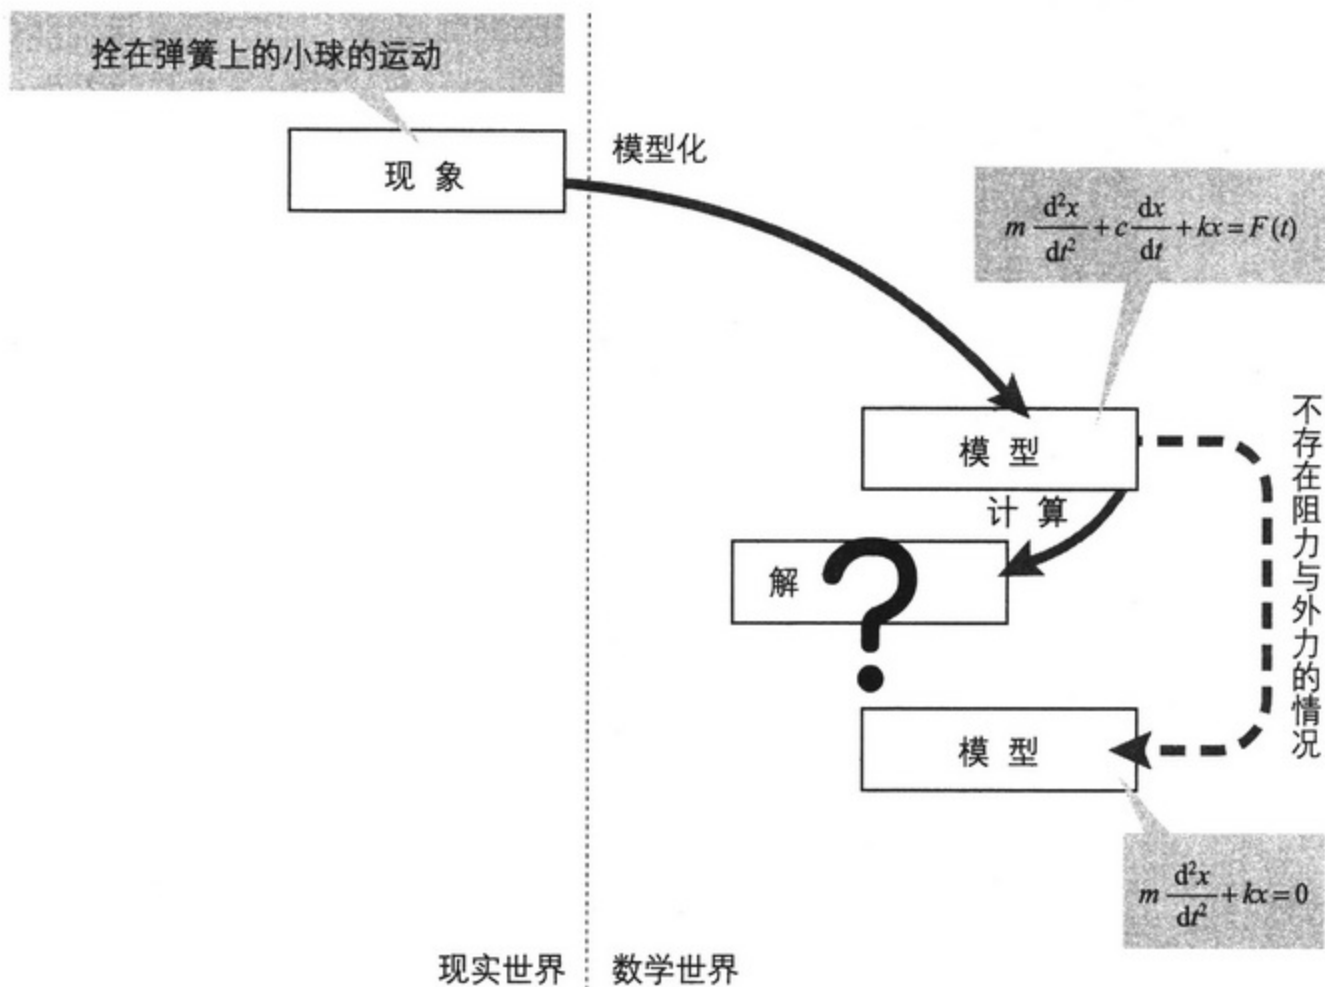 拴在弹簧上的小球的运动
现象
模型化
m d²x/dt² + c dx/dt + kx = F(t)
模型
计算
解
?
不存在阻力与外力的情况
模型
m d²x/dt² + kx = 0
现实世界
数学世界